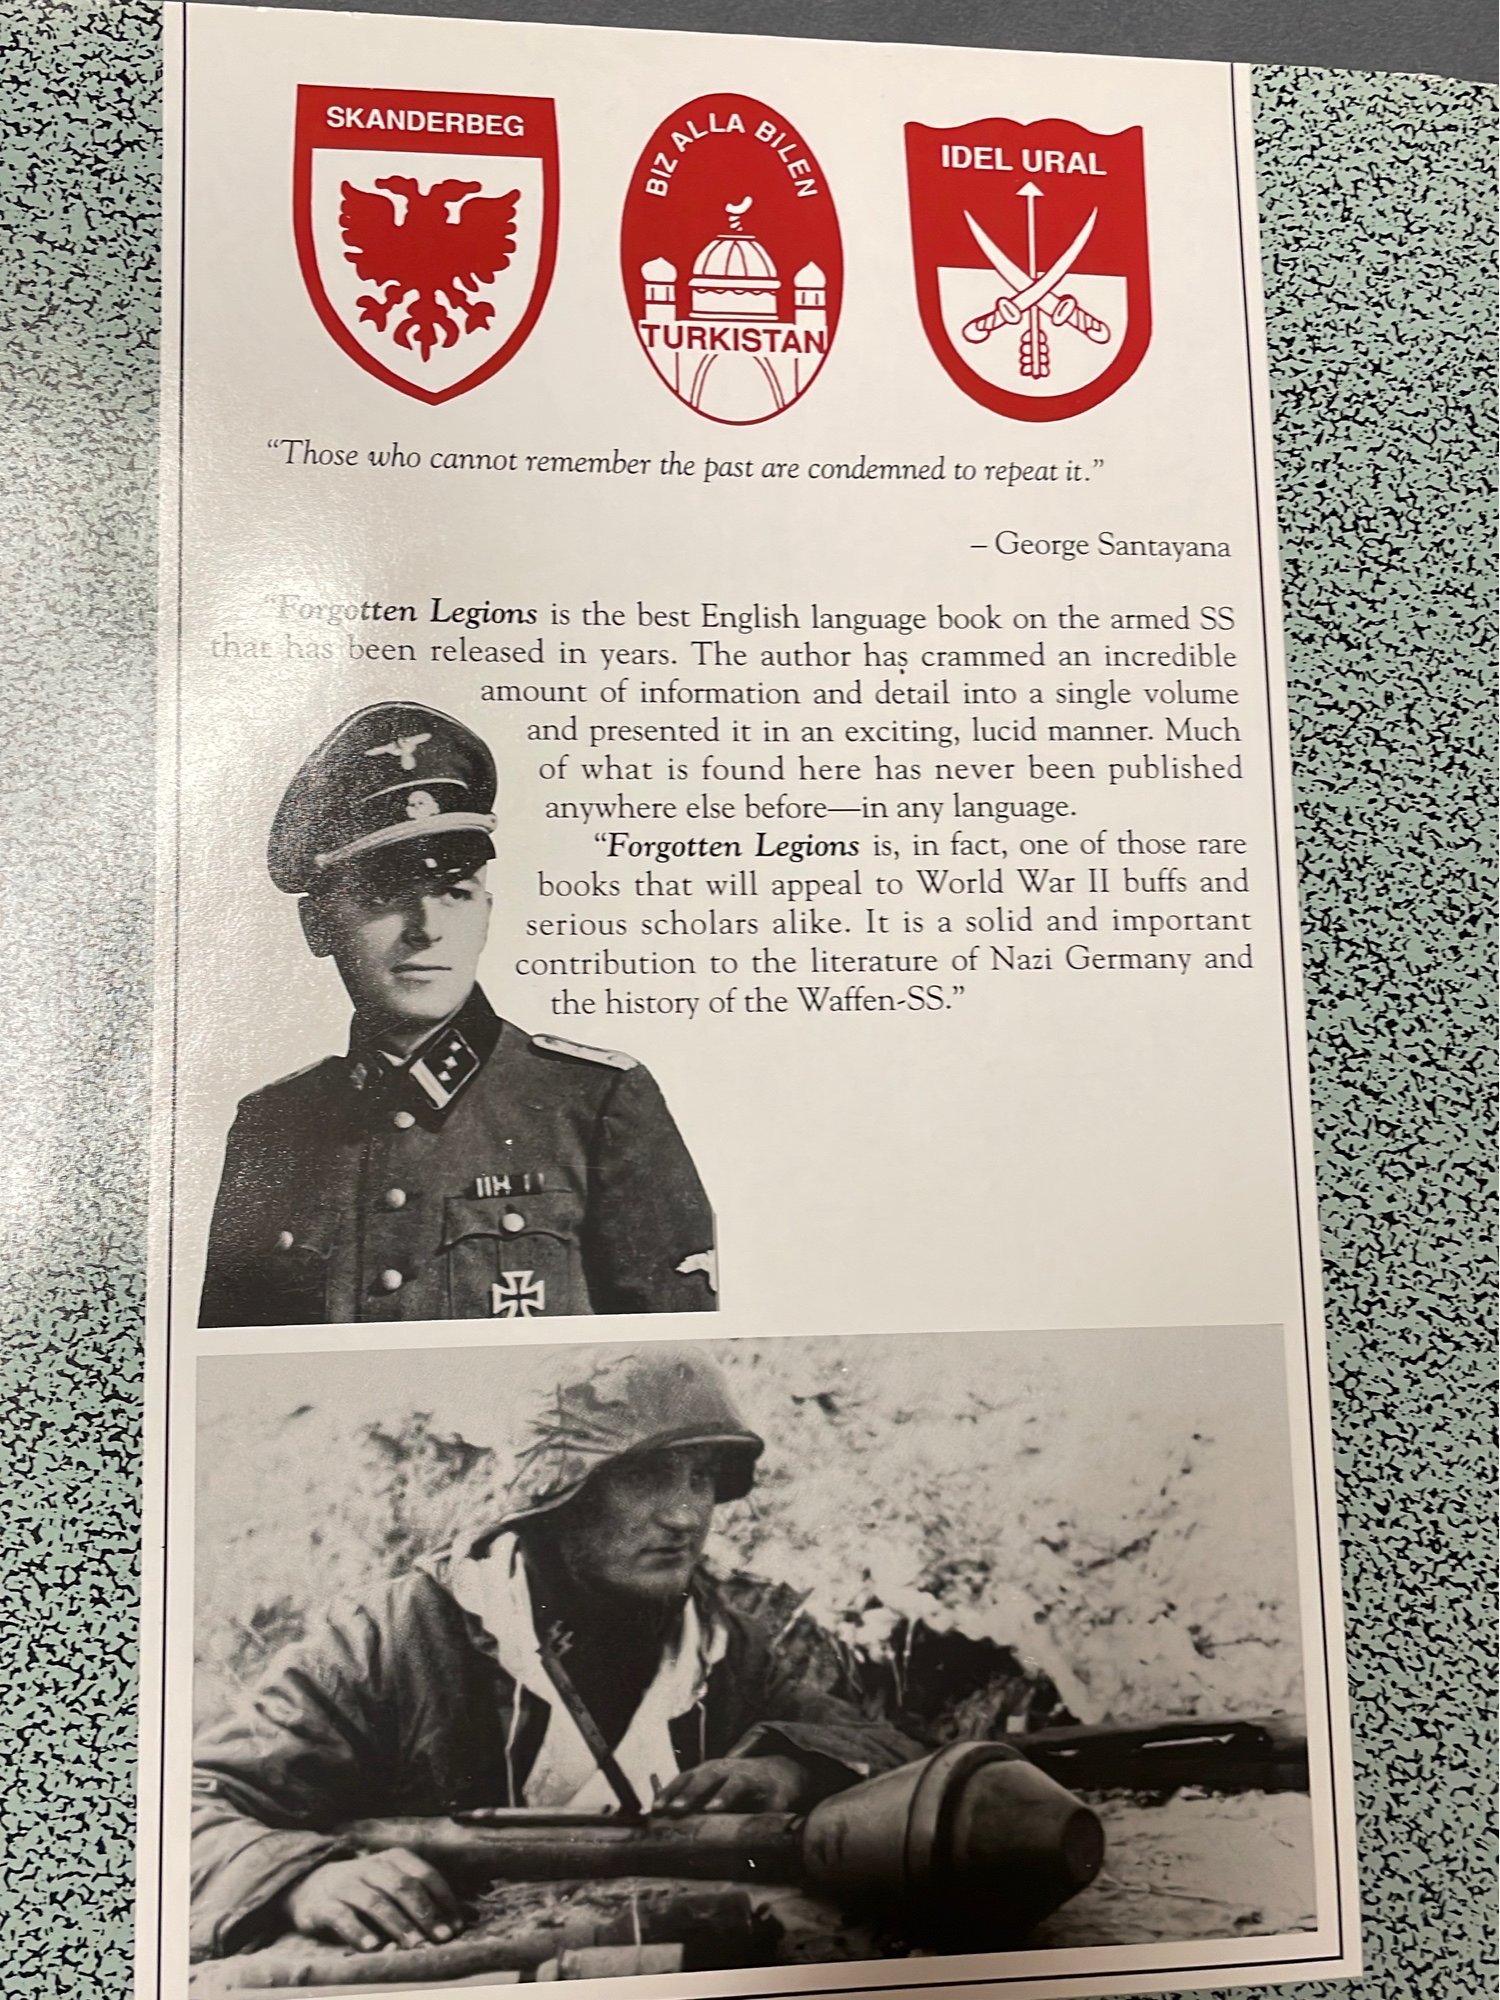 SKANDERBEG
BIZ ALLA BILEN
TURKISTAN
IDEL URAL
“Those who cannot remember the past are condemned to repeat it.”
– George Santayana
“Forgotten Legions is the best English language book on the armed SS
that has been released in years. The author has crammed an incredible
amount of information and detail into a single volume
and presented it in an exciting, lucid manner. Much
of what is found here has never been published
anywhere else before—in any language.
“Forgotten Legions is, in fact, one of those rare
books that will appeal to World War II buffs and
serious scholars alike. It is a solid and important
contribution to the literature of Nazi Germany and
the history of the Waffen-SS.”